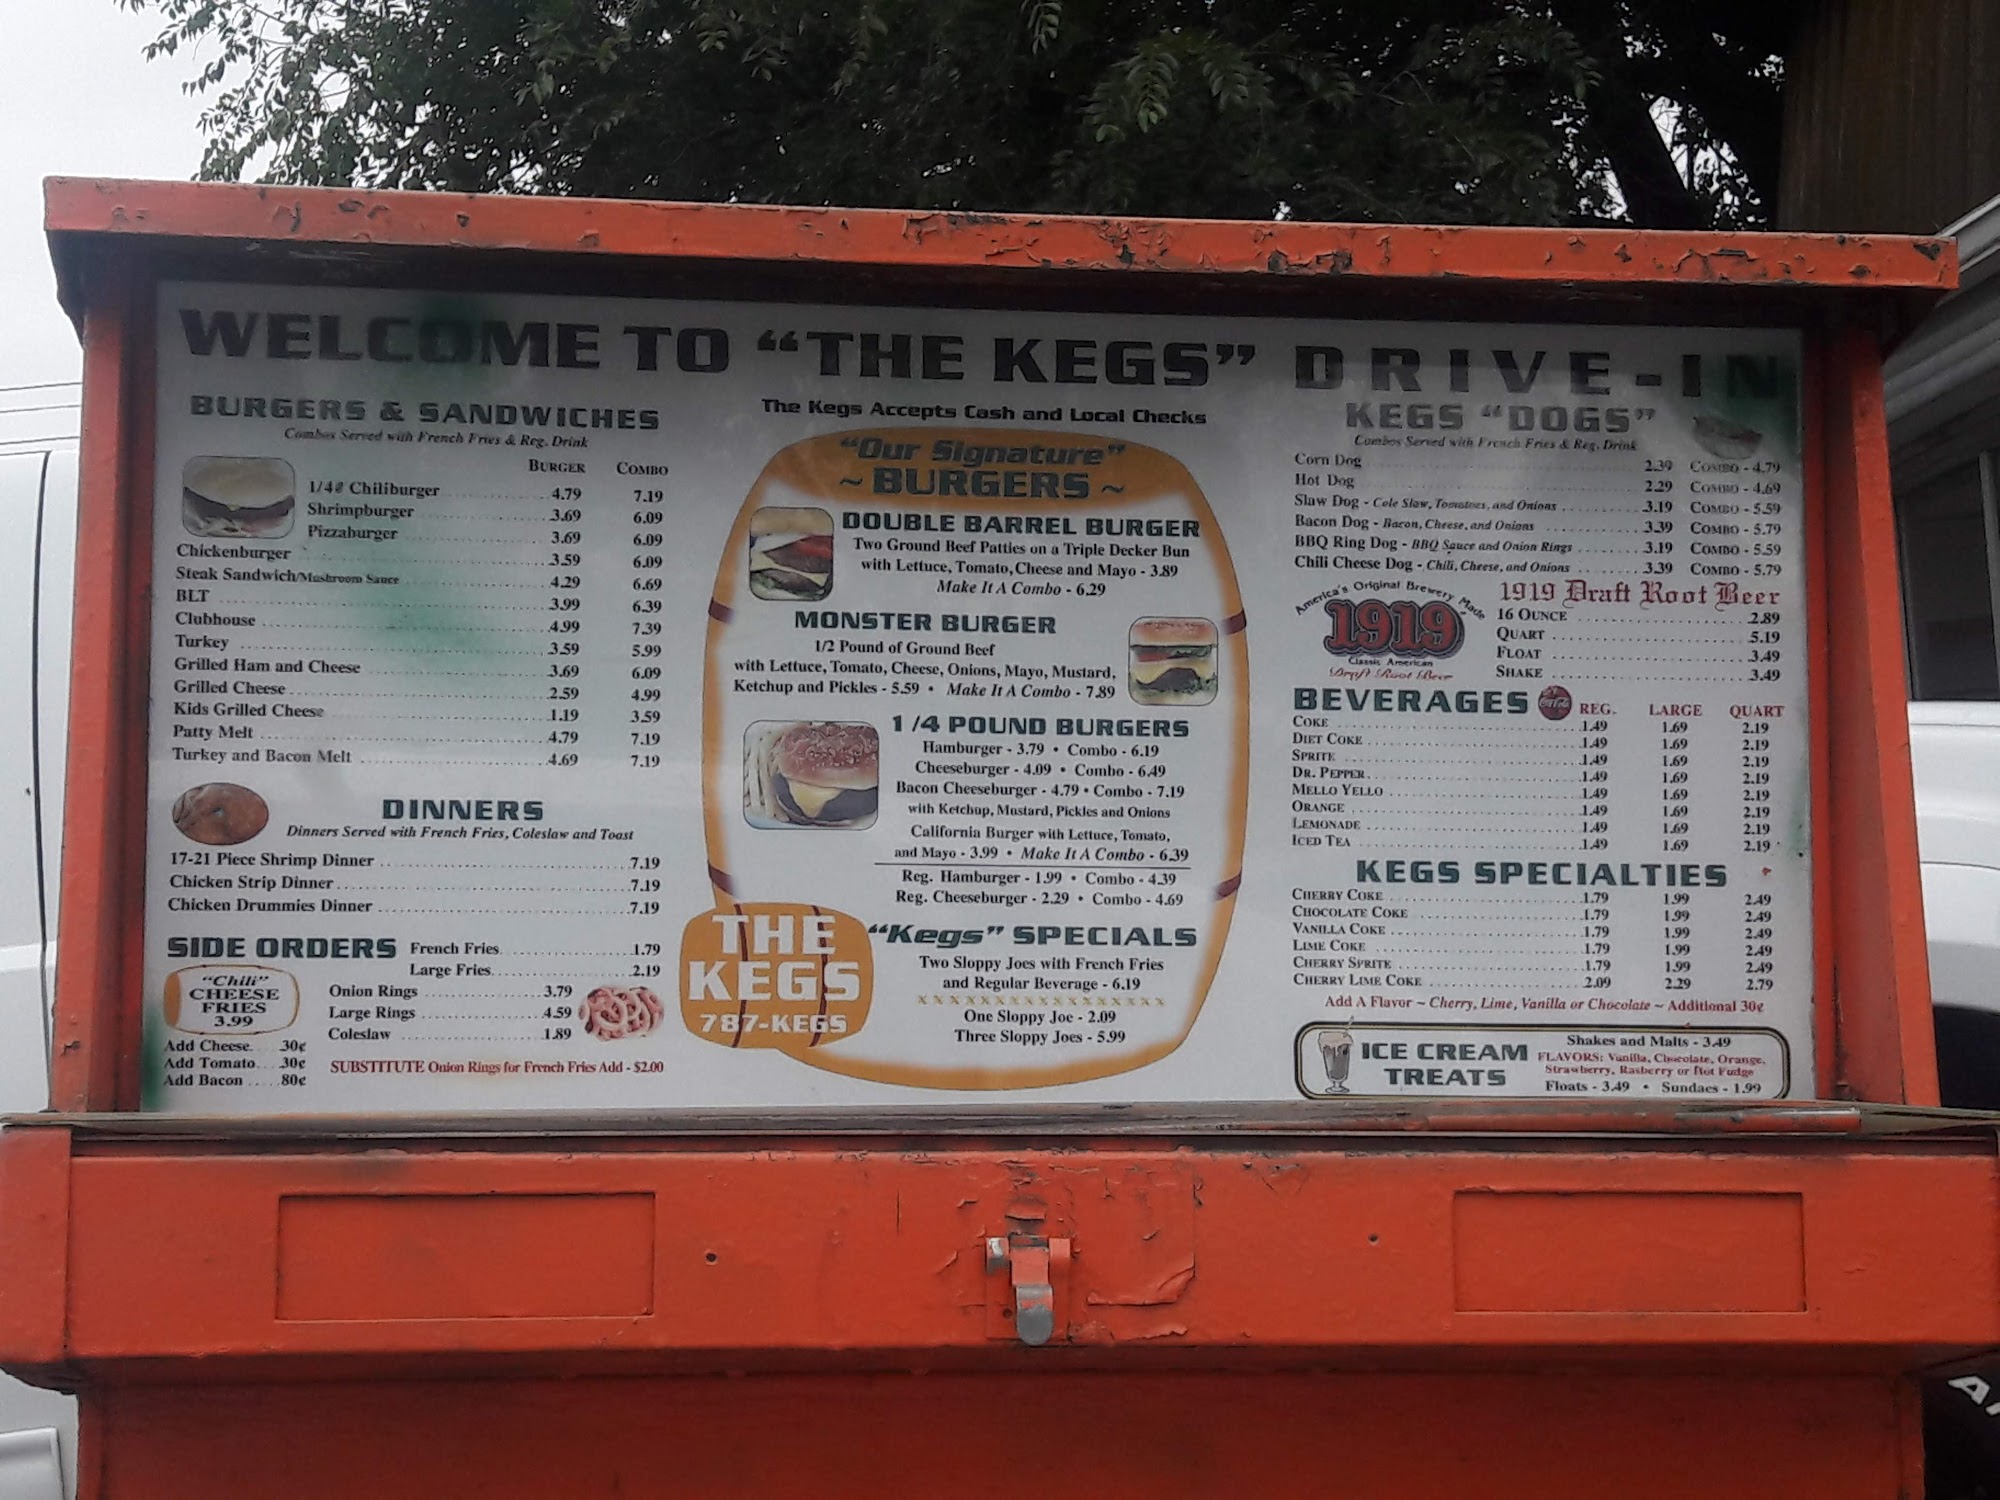 WELCOME TO “THE KEGS” DRIVE-IN
BURGERS & SANDWICHES
Combos Served with French Fries & Reg. Drink
BURGER COMBO
1/4# Chiliburger 4.79 7.19
Shrimpburger 3.69 6.09
Pizzaburger 3.69 6.09
Chickenburger 3.59 6.09
Steak Sandwich/Mushroom Sauce 4.29 6.69
BLT 3.99 6.39
Clubhouse 4.99 7.39
Turkey 3.59 5.99
Grilled Ham and Cheese 3.69 6.09
Grilled Cheese 2.59 4.99
Kids Grilled Cheese 1.19 3.59
Patty Melt 4.79 7.19
Turkey and Bacon Melt 4.69 7.19
DINNERS
Dinners Served with French Fries, Coleslaw and Toast
17-21 Piece Shrimp Dinner 7.19
Chicken Strip Dinner 7.19
Chicken Drummies Dinner 7.19
SIDE ORDERS
French Fries 1.79
Large Fries 2.19
Onion Rings 3.79
Large Rings 4.59
Coleslaw 1.89
“Chili”
CHEESE
FRIES
3.99
Add Cheese 30¢
Add Tomato 30¢
Add Bacon 80¢
SUBSTITUTE Onion Rings for French Fries Add - $2.00
The Kegs Accepts Cash and Local Checks
“Our Signature”
~ BURGERS ~
DOUBLE BARREL BURGER
Two Ground Beef Patties on a Triple Decker Bun
with Lettuce, Tomato, Cheese and Mayo - 3.89
Make It A Combo - 6.29
MONSTER BURGER
1/2 Pound of Ground Beef
with Lettuce, Tomato, Cheese, Onions, Mayo, Mustard,
Ketchup and Pickles - 5.59 • Make It A Combo - 7.89
1/4 POUND BURGERS
Hamburger - 3.79 • Combo - 6.19
Cheeseburger - 4.09 • Combo - 6.49
Bacon Cheeseburger - 4.79 • Combo - 7.19
with Ketchup, Mustard, Pickles and Onions
California Burger with Lettuce, Tomato,
and Mayo - 3.99 • Make It A Combo - 6.39
Reg. Hamburger - 1.99 • Combo - 4.39
Reg. Cheeseburger - 2.29 • Combo - 4.69
THE
KEGS
787-KEGS
“Kegs” SPECIALS
Two Sloppy Joes with French Fries
and Regular Beverage - 6.19
One Sloppy Joe - 2.09
Three Sloppy Joes - 5.99
KEGS “DOGS”
Combos Served with French Fries & Reg. Drink
Corn Dog 2.39 COMBO - 4.79
Hot Dog 2.29 COMBO - 4.69
Slaw Dog - Cole Slaw, Tomatoes, and Onions 3.19 COMBO - 5.59
Bacon Dog - Bacon, Cheese, and Onions 3.39 COMBO - 5.79
BBQ Ring Dog - BBQ Sauce and Onion Rings 3.19 COMBO - 5.59
Chili Cheese Dog - Chili, Cheese, and Onions 3.39 COMBO - 5.79
America's Original Brewery Made
1919
Classic American
Draft Root Beer
1919 Draft Root Beer
16 OUNCE 2.89
QUART 5.19
FLOAT 3.49
SHAKE 3.49
BEVERAGES Coca-Cola REG. LARGE QUART
COKE 1.49 1.69 2.19
DIET COKE 1.49 1.69 2.19
SPRITE 1.49 1.69 2.19
DR. PEPPER 1.49 1.69 2.19
MELLO YELLO 1.49 1.69 2.19
ORANGE 1.49 1.69 2.19
LEMONADE 1.49 1.69 2.19
ICED TEA 1.49 1.69 2.19
KEGS SPECIALTIES
CHERRY COKE 1.79 1.99 2.49
CHOCOLATE COKE 1.79 1.99 2.49
VANILLA COKE 1.79 1.99 2.49
LIME COKE 1.79 1.99 2.49
CHERRY SPRITE 1.79 1.99 2.49
CHERRY LIME COKE 2.09 2.29 2.79
Add A Flavor ~ Cherry, Lime, Vanilla or Chocolate ~ Additional 30¢
ICE CREAM
TREATS
Shakes and Malts - 3.49
FLAVORS: Vanilla, Chocolate, Orange,
Strawberry, Rasberry or Hot Fudge
Floats - 3.49 • Sundaes - 1.99